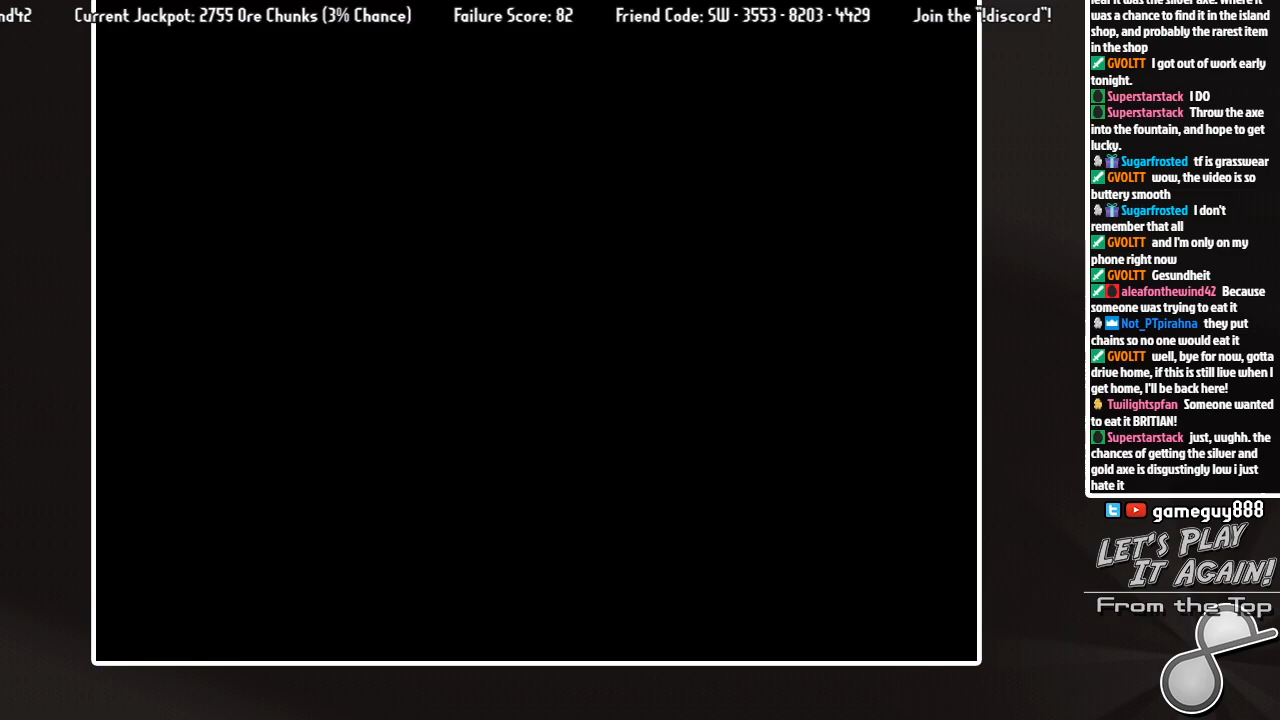 nd42 Current Jackpot: 2755 Ore Chunks (3% Chance) Failure Score: 82 Friend Code: SW - 3553 - 8203 - 4429 Join the "!discord"!
was a chance to find it in the island
shop, and probably the rarest item
in the shop
GVOLTT I got out of work early
tonight.
Superstarstack I DO
Superstarstack Throw the axe
into the fountain, and hope to get
lucky.
Sugarfrosted tf is grasswear
GVOLTT wow, the video is so
buttery smooth
Sugarfrosted I don't
remember that all
GVOLTT and I'm only on my
phone right now
GVOLTT Gesundheit
aleafonthewind42 Because
someone was trying to eat it
Not_PTpirahna they put
chains so no one would eat it
GVOLTT well, bye for now, gotta
drive home, if this is still live when I
get home, I'll be back here!
Twilightspfan Someone wanted
to eat it BRITIAN!
Superstarstack just, uughh. the
chances of getting the silver and
gold axe is disgustingly low i just
hate it
gameguy888
LET'S PLAY
IT AGAIN!
From the Top